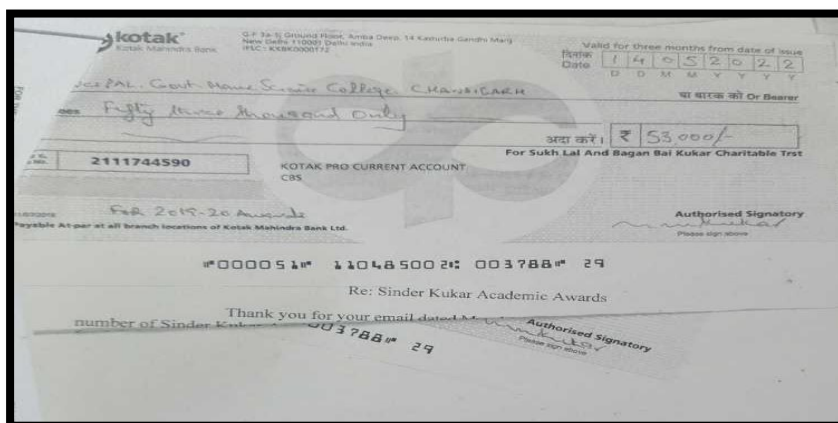 kotak
Kotak Mahindra Bank
G-F 3a-5j Ground Floor, Amba Deep, 14 Kasturba Gandhi Marg
New Delhi 110001 Delhi India
IFSC : KKBK0000172
Valid for three months from date of issue
दिनांक
Date 1 4 0 5 2 0 2 2
D D M M Y Y Y Y
PAL, Govt Home Science College, CHANDIGARH
या धारक को Or Bearer
Fifty three thousand Only
अदा करें। ₹ 53,000/-
For Sukh Lal And Bagan Bai Kukar Charitable Trst
2111744590
KOTAK PRO CURRENT ACCOUNT
CBS
For 2019-20 Awards
Payable At-par at all branch locations of Kotak Mahindra Bank Ltd.
Authorised Signatory
Please sign above
⑈000051⑈ 110485002⑆ 003788⑈ 29
Re: Sinder Kukar Academic Awards
Thank you for your email dated
number of Sinder
003788⑈ 29
Authorised Signatory
Please sign above